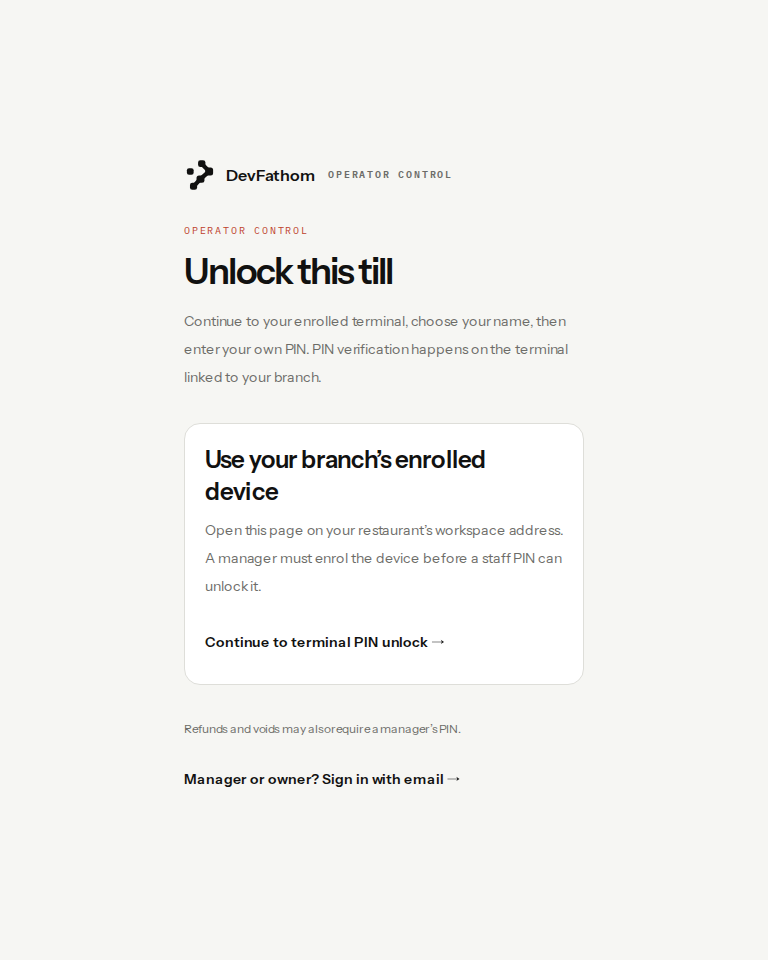 DevFathom OPERATOR CONTROL
OPERATOR CONTROL
Unlock this till
Continue to your enrolled terminal, choose your name, then
enter your own PIN. PIN verification happens on the terminal
linked to your branch.
Use your branch’s enrolled
device
Open this page on your restaurant’s workspace address.
A manager must enrol the device before a staff PIN can
unlock it.
Continue to terminal PIN unlock →
Refunds and voids may also require a manager’s PIN.
Manager or owner? Sign in with email →